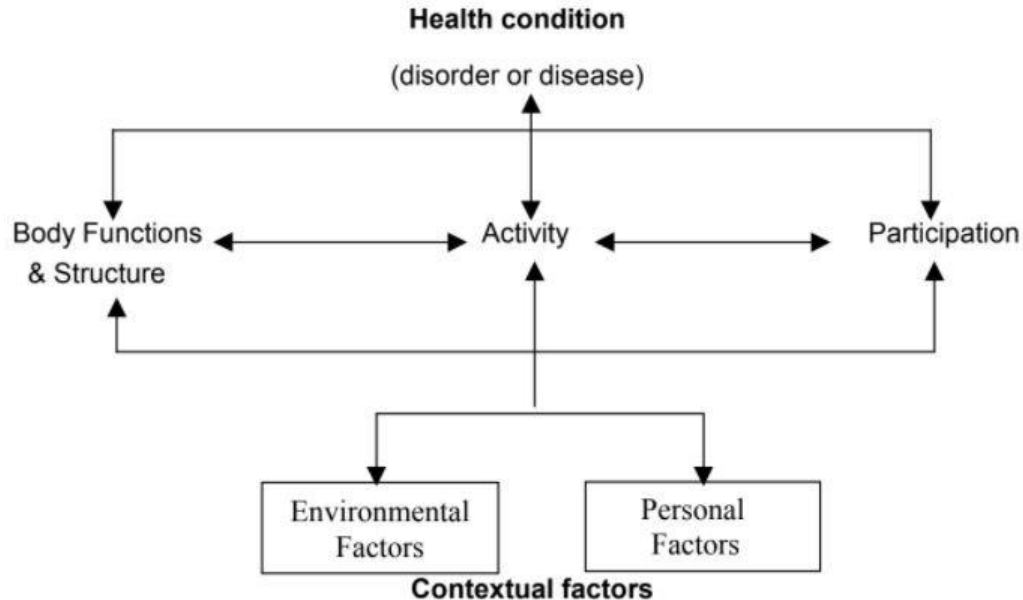 Health condition
(disorder or disease)
Body Functions
& Structure
Activity
Participation
Environmental
Factors
Personal
Factors
Contextual factors